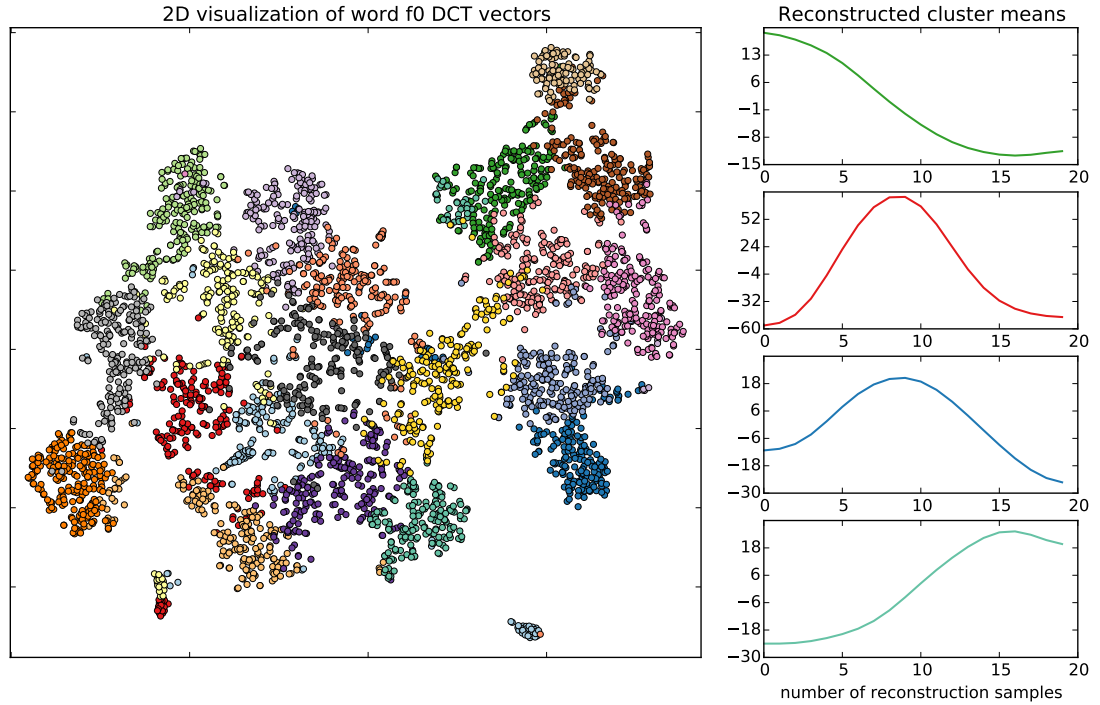 2D visualization of word f0 DCT vectors
Reconstructed cluster means
13
6
−1
−8
−15
0 5 10 15 20
52
24
−4
−32
−60
0 5 10 15 20
18
6
−6
−18
−30
0 5 10 15 20
18
6
−6
−18
−30
0 5 10 15 20
number of reconstruction samples